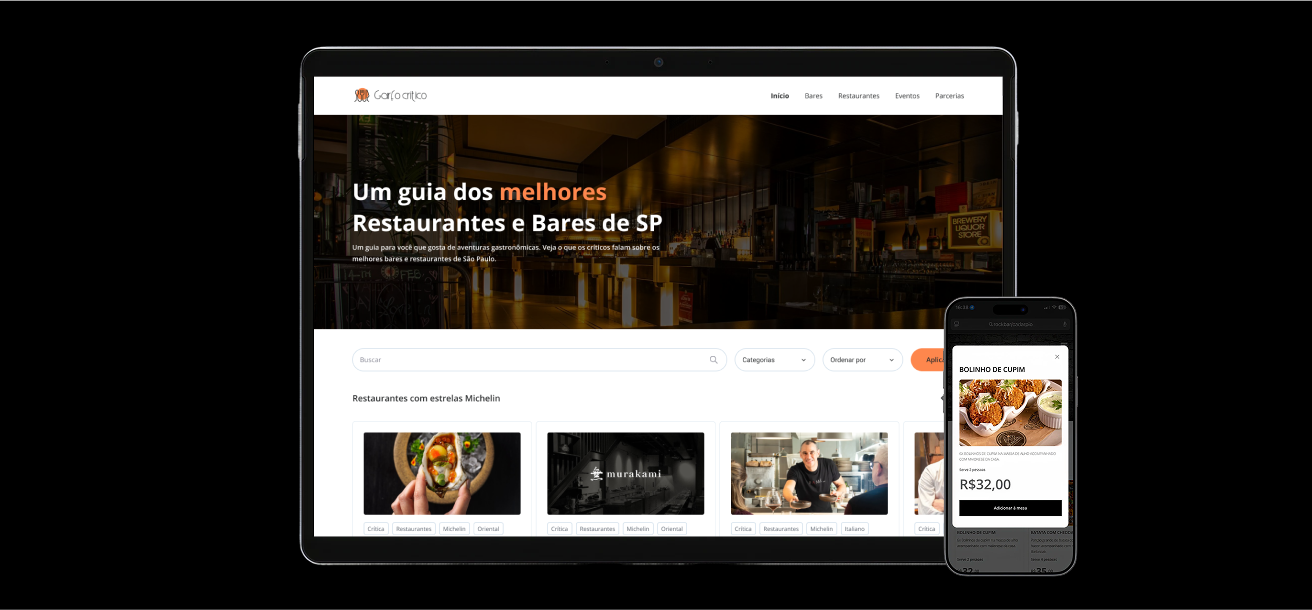 Garfo crítico
Início Bares Restaurantes Eventos Parcerias
BREWERY
LIQUOR
STORE
Um guia dos melhores
Restaurantes e Bares de SP
Um guia para você que gosta de aventuras gastronômicas. Veja o que os críticos falam sobre os
melhores bares e restaurantes de São Paulo.
Buscar
Categorias
Ordenar por
Restaurantes com estrelas Michelin
murakami
Crítica Restaurantes Michelin Oriental
Crítica Restaurantes Michelin Oriental
Crítica Restaurantes Michelin Italiano
Crítica
BOLINHO DE CUPIM
Serve 2 pessoas
R$32,00
Adicionar à mesa
BOLINHO DE CUPIM